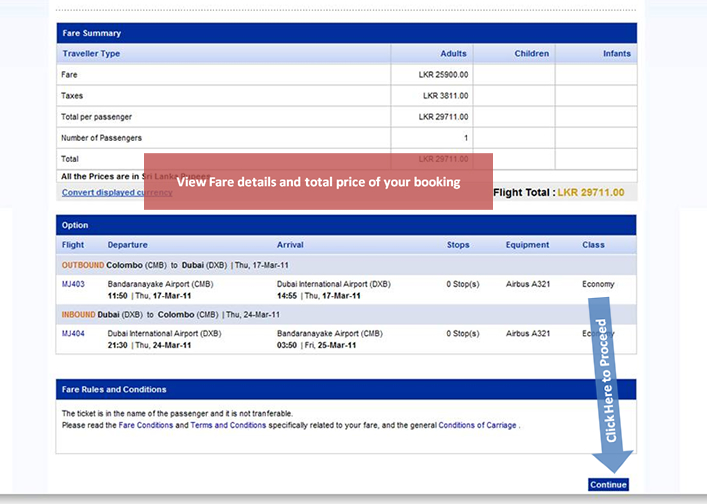 Fare Summary
Traveller Type Adults Children Infants
Fare LKR 25900.00
Taxes LKR 3811.00
Total per passenger LKR 29711.00
Number of Passengers 1
Total LKR 29711.00
All the Prices are in Sri Lanka Rupees
View Fare details and total price of your booking
Convert displayed currency Flight Total : LKR 29711.00
Option
Flight Departure Arrival Stops Equipment Class
OUTBOUND Colombo (CMB) to Dubai (DXB) | Thu, 17-Mar-11
MJ403 Bandaranayake Airport (CMB) Dubai International Airport (DXB) 0 Stop(s) Airbus A321 Economy
11:50 | Thu, 17-Mar-11 14:55 | Thu, 17-Mar-11
INBOUND Dubai (DXB) to Colombo (CMB) | Thu, 24-Mar-11
MJ404 Dubai International Airport (DXB) Bandaranayake Airport (CMB) 0 Stop(s) Airbus A321 Economy
21:30 | Thu, 24-Mar-11 03:50 | Fri, 25-Mar-11
Click Here to Proceed
Fare Rules and Conditions
The ticket is in the name of the passenger and it is not tranferable.
Please read the Fare Conditions and Terms and Conditions specifically related to your fare, and the general Conditions of Carriage .
Continue